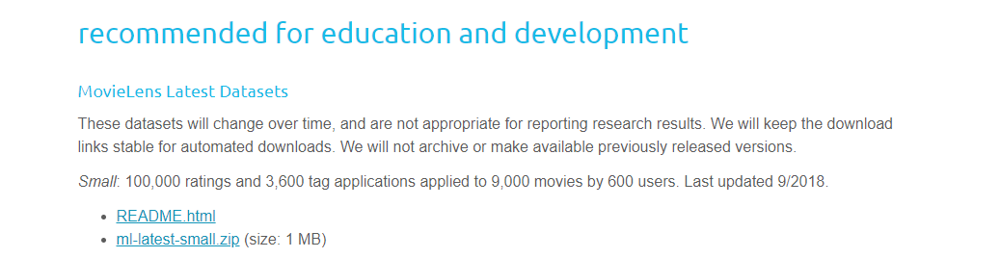 recommended for education and development
MovieLens Latest Datasets
These datasets will change over time, and are not appropriate for reporting research results. We will keep the download
links stable for automated downloads. We will not archive or make available previously released versions.
Small: 100,000 ratings and 3,600 tag applications applied to 9,000 movies by 600 users. Last updated 9/2018.
• README.html
• ml-latest-small.zip (size: 1 MB)